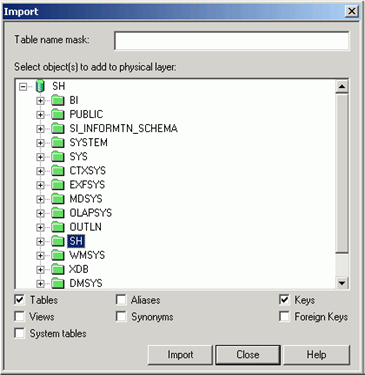 Import
Table name mask:
Select object(s) to add to physical layer:
SH
BI
PUBLIC
SI_INFORMTN_SCHEMA
SYSTEM
SYS
CTXSYS
EXFSYS
MDSYS
OLAPSYS
OUTLN
SH
WMSYS
XDB
DMSYS
Tables Aliases Keys
Views Synonyms Foreign Keys
System tables
Import Close Help